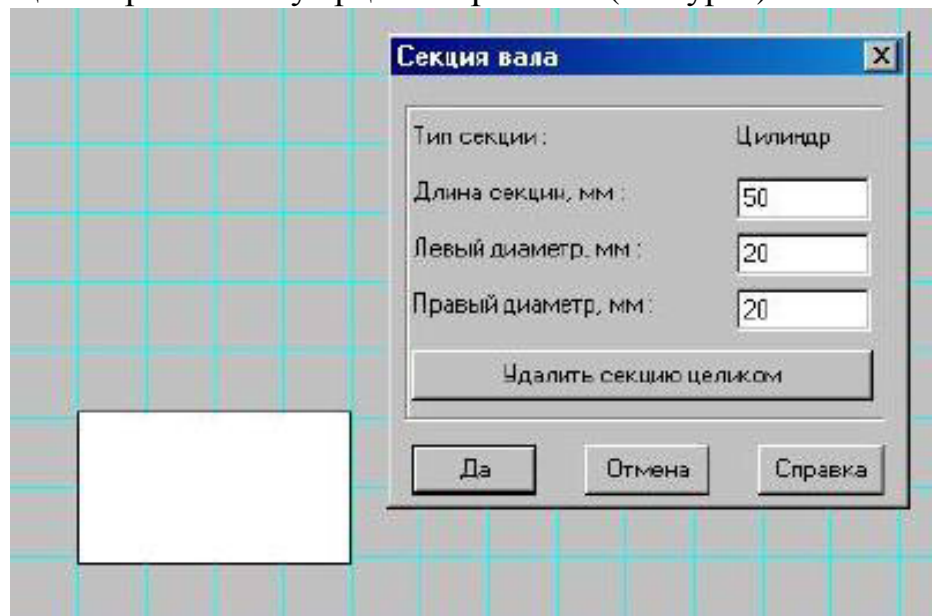 Секция вала
Тип секции: Цилиндр
Длина секции, мм: 50
Левый диаметр, мм: 20
Правый диаметр, мм: 20
Удалить секцию целиком
Да Отмена Справка